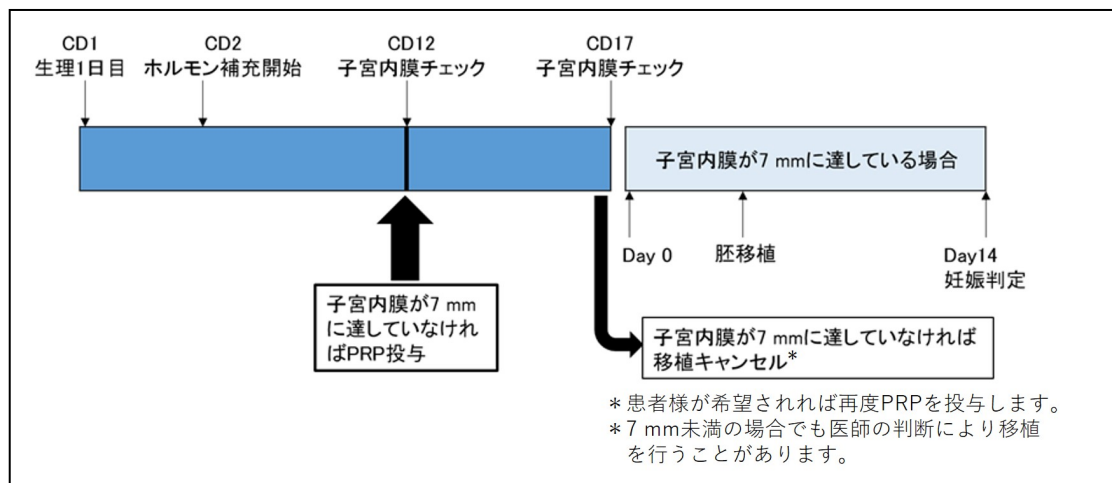 CD1
生理1日目
CD2
ホルモン補充開始
CD12
子宮内膜チェック
CD17
子宮内膜チェック
子宮内膜が7 mmに達している場合
Day 0
胚移植
Day14
妊娠判定
子宮内膜が7 mm
に達していなけれ
ばPRP投与
子宮内膜が7 mmに達していなければ
移植キャンセル*
*患者様が希望されれば再度PRPを投与します。
*7 mm未満の場合でも医師の判断により移植
を行うことがあります。